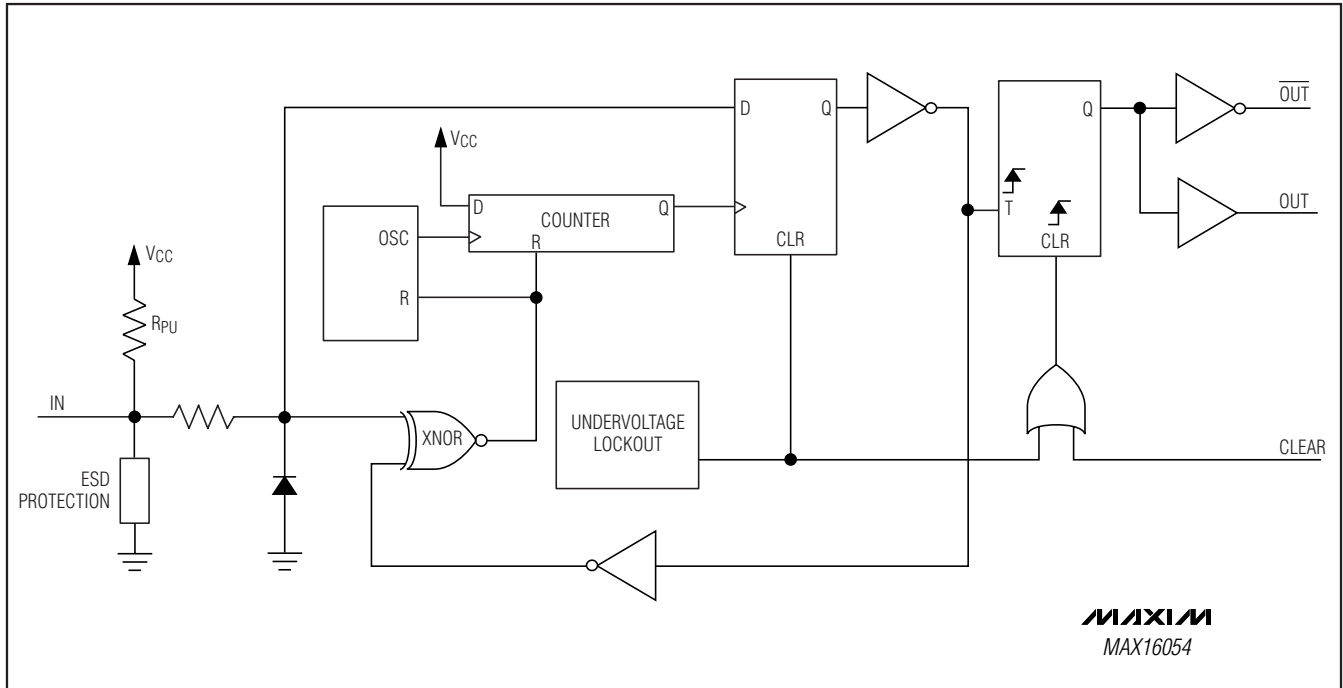 D
Q
Q
OUT
VCC
D
COUNTER
Q
T
OUT
OSC
R
CLR
CLR
VCC
R
RPU
IN
XNOR
UNDERVOLTAGE
LOCKOUT
CLEAR
ESD
PROTECTION
MAXIM
MAX16054